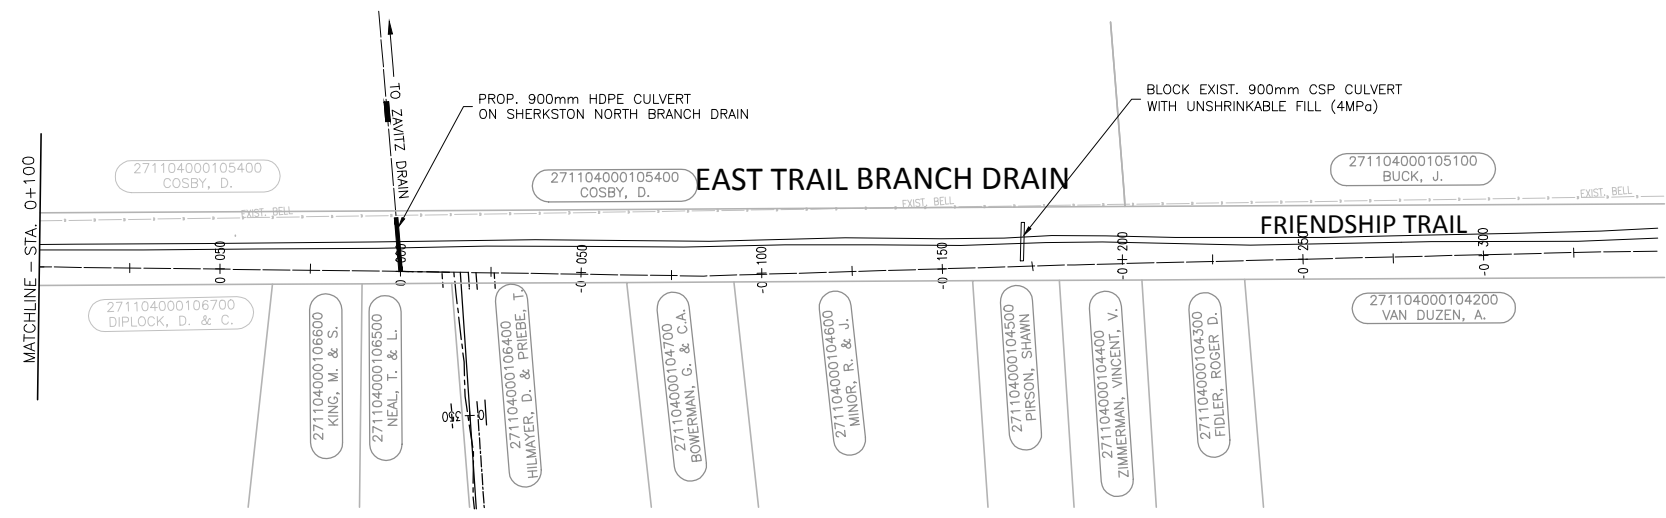 TO ZAVITZ DRAIN
PROP. 900mm HDPE CULVERT
ON SHERKSTON NORTH BRANCH DRAIN
BLOCK EXIST. 900mm CSP CULVERT
WITH UNSHRINKABLE FILL (4MPa)
MATCHLINE - STA. 0+100
271104000105400
COSBY, D.
271104000105400
COSBY, D.
EAST TRAIL BRANCH DRAIN
271104000105100
BUCK, J.
EXIST. BELL
EXIST. BELL
EXIST. BELL
FRIENDSHIP TRAIL
0 050
0 000
-0 050
-0 100
-0 150
-0 200
-0 250
-0 300
271104000106700
DIPLOCK, D. & C.
271104000106600
KING, M. & S.
271104000106500
NEAL, T. & L.
271104000106400
HILMAYER, D. & PRIEBE, T.
271104000104700
BOWERMAN, G. & C.A.
271104000104600
MINOR, R. & J.
271104000104500
PIRSON, SHAWN
271104000104400
ZIMMERMAN, VINCENT, V.
271104000104300
FIDLER, ROGER D.
271104000104200
VAN DUZEN, A.
0 350